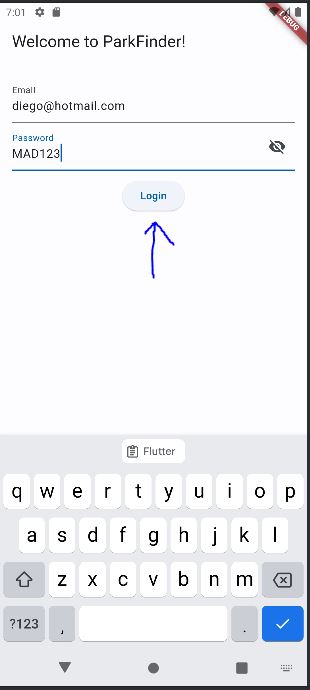 7:01
DEBUG
Welcome to ParkFinder!
Email
diego@hotmail.com
Password
MAD123
Login
Flutter
q w e r t y u i o p
a s d f g h j k l
z x c v b n m
?123 , .